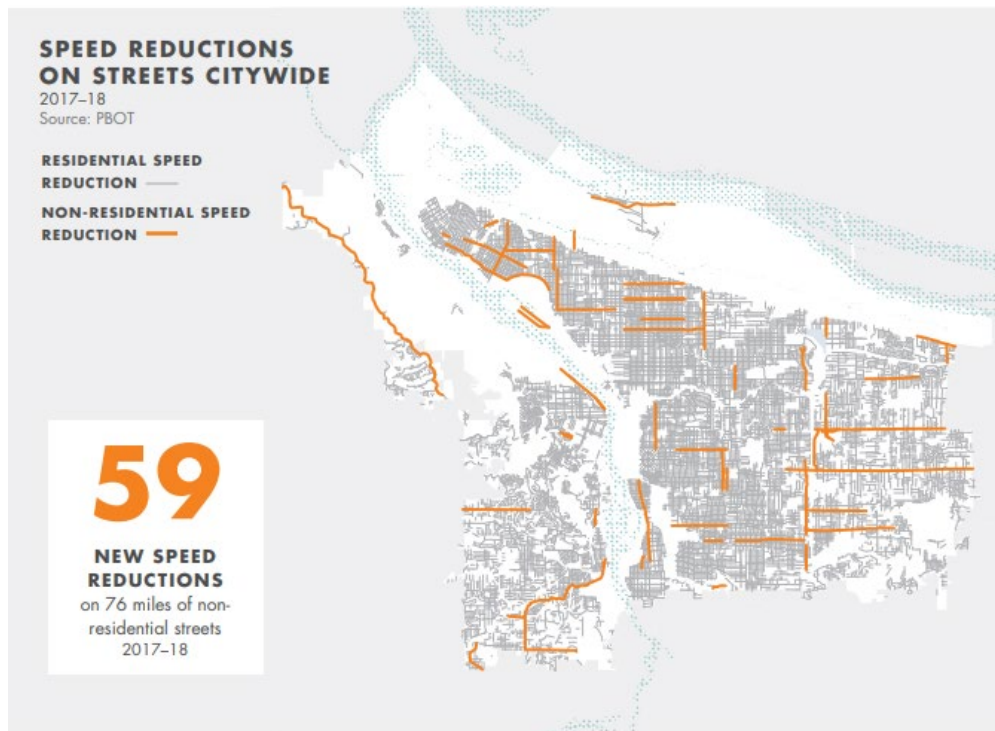 SPEED REDUCTIONS
ON STREETS CITYWIDE
2017–18
Source: PBOT
RESIDENTIAL SPEED
REDUCTION
NON-RESIDENTIAL SPEED
REDUCTION
59
NEW SPEED
REDUCTIONS
on 76 miles of non-
residential streets
2017–18